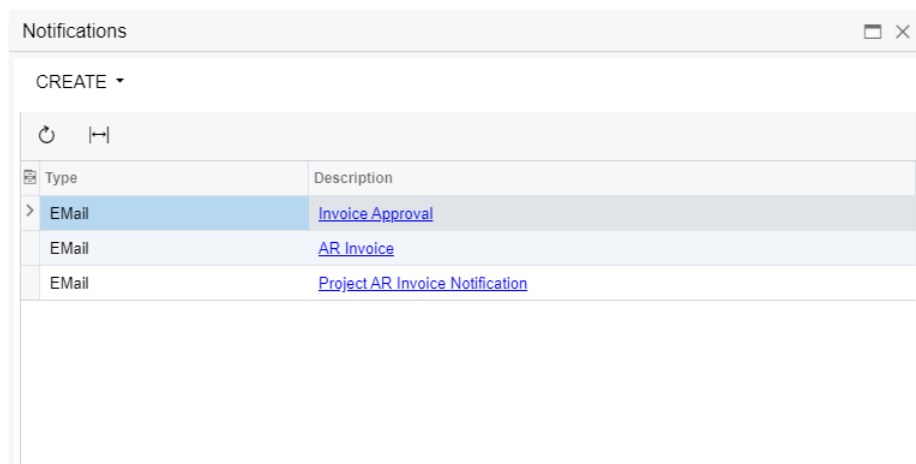 Notifications
CREATE
Type Description
EMail Invoice Approval
EMail AR Invoice
EMail Project AR Invoice Notification